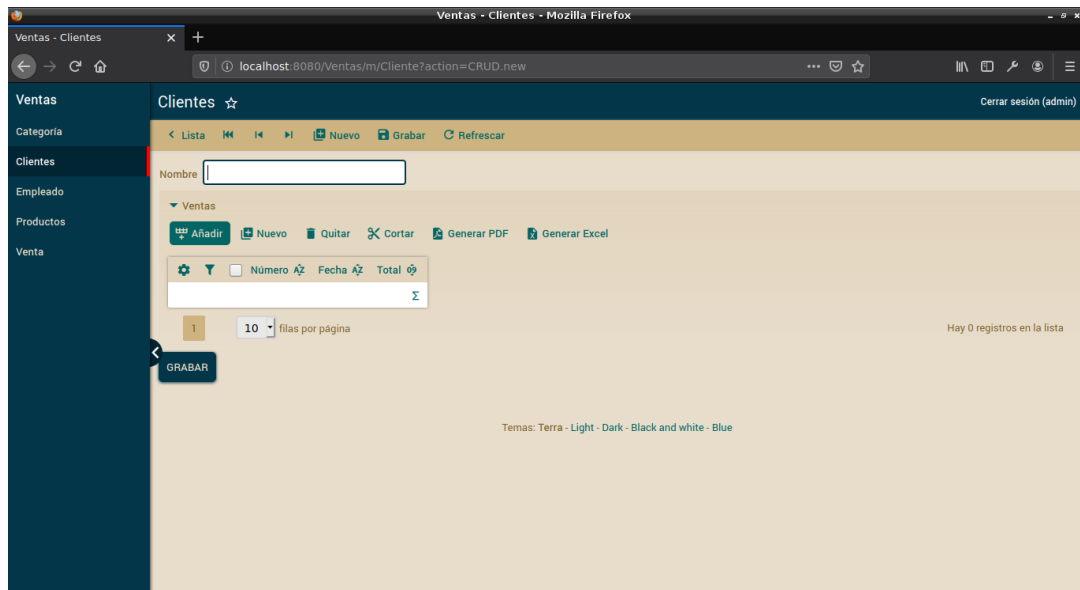 Ventas - Clientes - Mozilla Firefox
Ventas - Clientes
localhost:8080/Ventas/m/Cliente?action=CRUD.new
Ventas
Clientes
Cerrar sesión (admin)
Categoría
Clientes
Empleado
Productos
Venta
Lista Nuevo Grabar Refrescar
Nombre
Ventas
Añadir Nuevo Quitar Cortar Generar PDF Generar Excel
Número Fecha Total
Σ
1 10 filas por página
Hay 0 registros en la lista
GRABAR
Temas: Terra - Light - Dark - Black and white - Blue